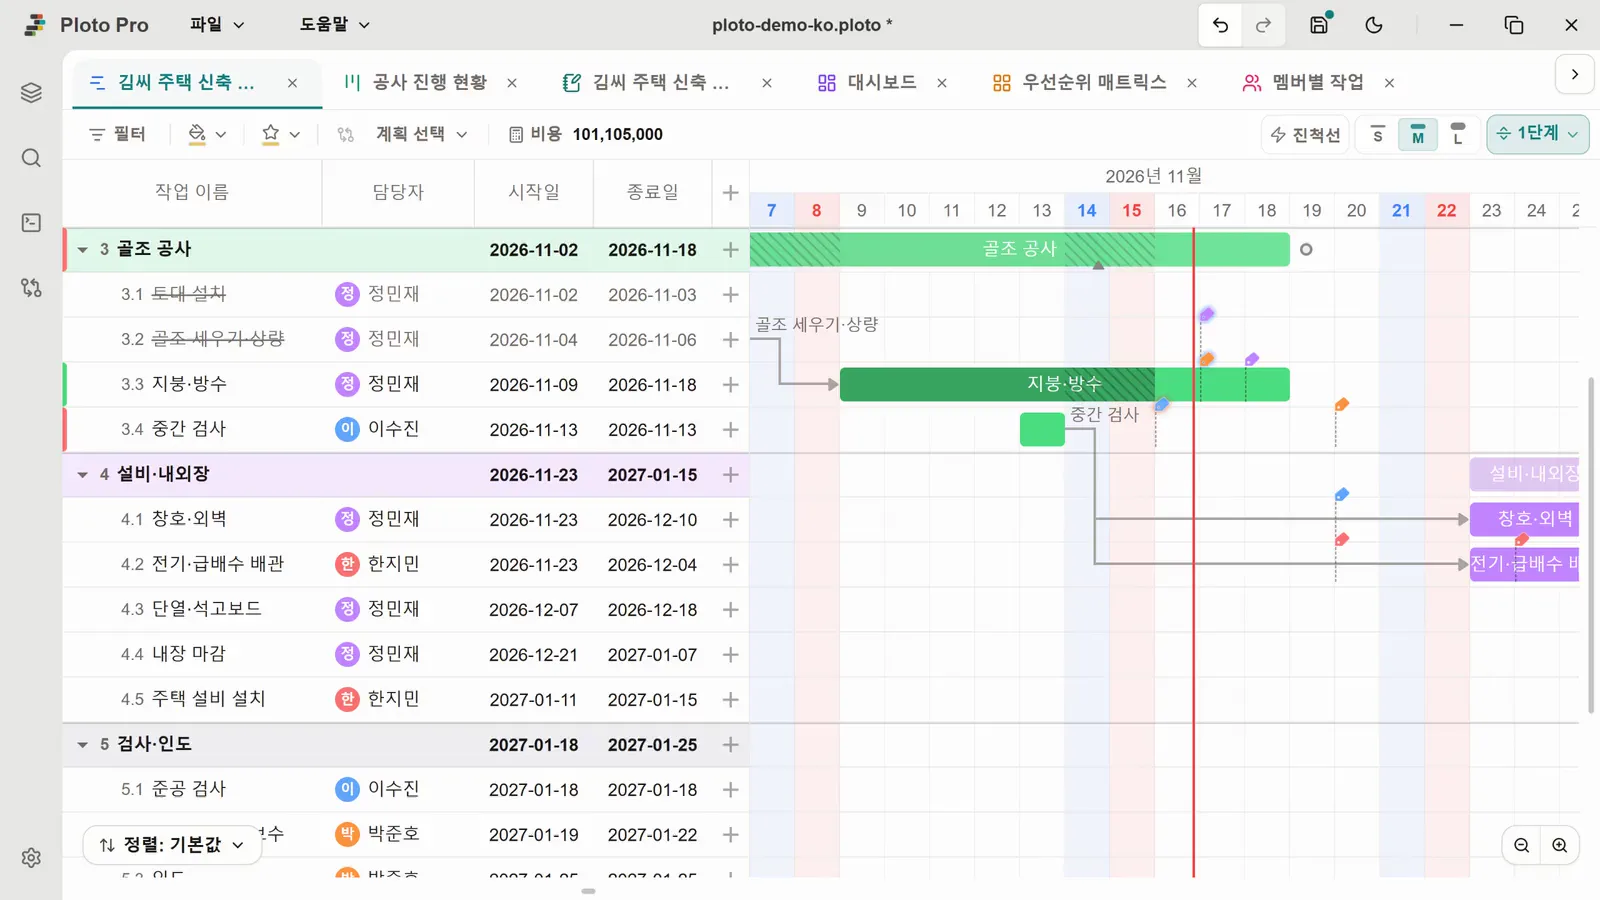 Ploto Pro 파일 도움말 ploto-demo-ko.ploto *
김씨 주택 신축 ... 공사 진행 현황 김씨 주택 신축 ... 대시보드 우선순위 매트릭스 멤버별 작업
필터 계획 선택 비용 101,105,000 진척선 S M L 1단계
작업 이름 담당자 시작일 종료일
2026년 11월
7 8 9 10 11 12 13 14 15 16 17 18 19 20 21 22 23 24
3 골조 공사 2026-11-02 2026-11-18
골조 공사
3.1 토대 설치 정 정민재 2026-11-02 2026-11-03
3.2 골조 세우기·상량 정 정민재 2026-11-04 2026-11-06
골조 세우기·상량
3.3 지붕·방수 정 정민재 2026-11-09 2026-11-18
지붕·방수
3.4 중간 검사 이 이수진 2026-11-13 2026-11-13
중간 검사
4 설비·내외장 2026-11-23 2027-01-15
설비·내외장
4.1 창호·외벽 정 정민재 2026-11-23 2026-12-10
창호·외벽
4.2 전기·급배수 배관 한 한지민 2026-11-23 2026-12-04
전기·급배수
4.3 단열·석고보드 정 정민재 2026-12-07 2026-12-18
4.4 내장 마감 정 정민재 2026-12-21 2027-01-07
4.5 주택 설비 설치 한 한지민 2027-01-11 2027-01-15
5 검사·인도 2027-01-18 2027-01-25
5.1 준공 검사 이 이수진 2027-01-18 2027-01-18
박 박준호 2027-01-19 2027-01-22
정렬: 기본값